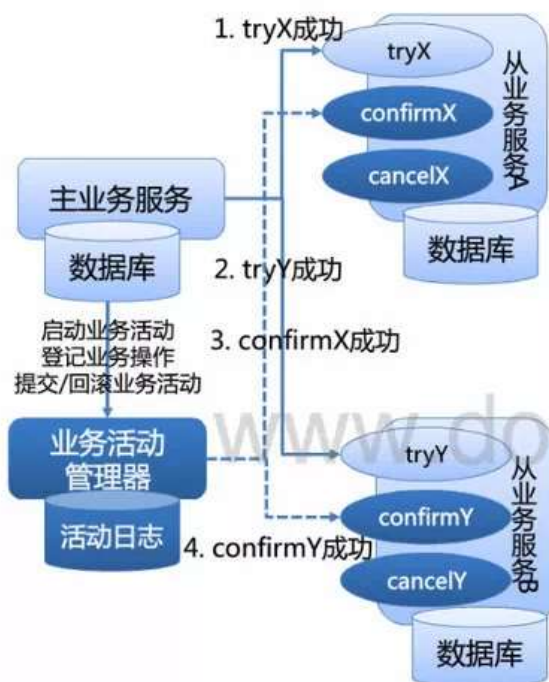 1. tryX成功
tryX
confirmX
cancelX
从业务服务A
数据库
主业务服务
数据库
2. tryY成功
启动业务活动
登记业务操作
提交/回滚业务活动
3. confirmX成功
www.do
业务活动
管理器
活动日志
tryY
confirmY
cancelY
从业务服务B
4. confirmY成功
数据库